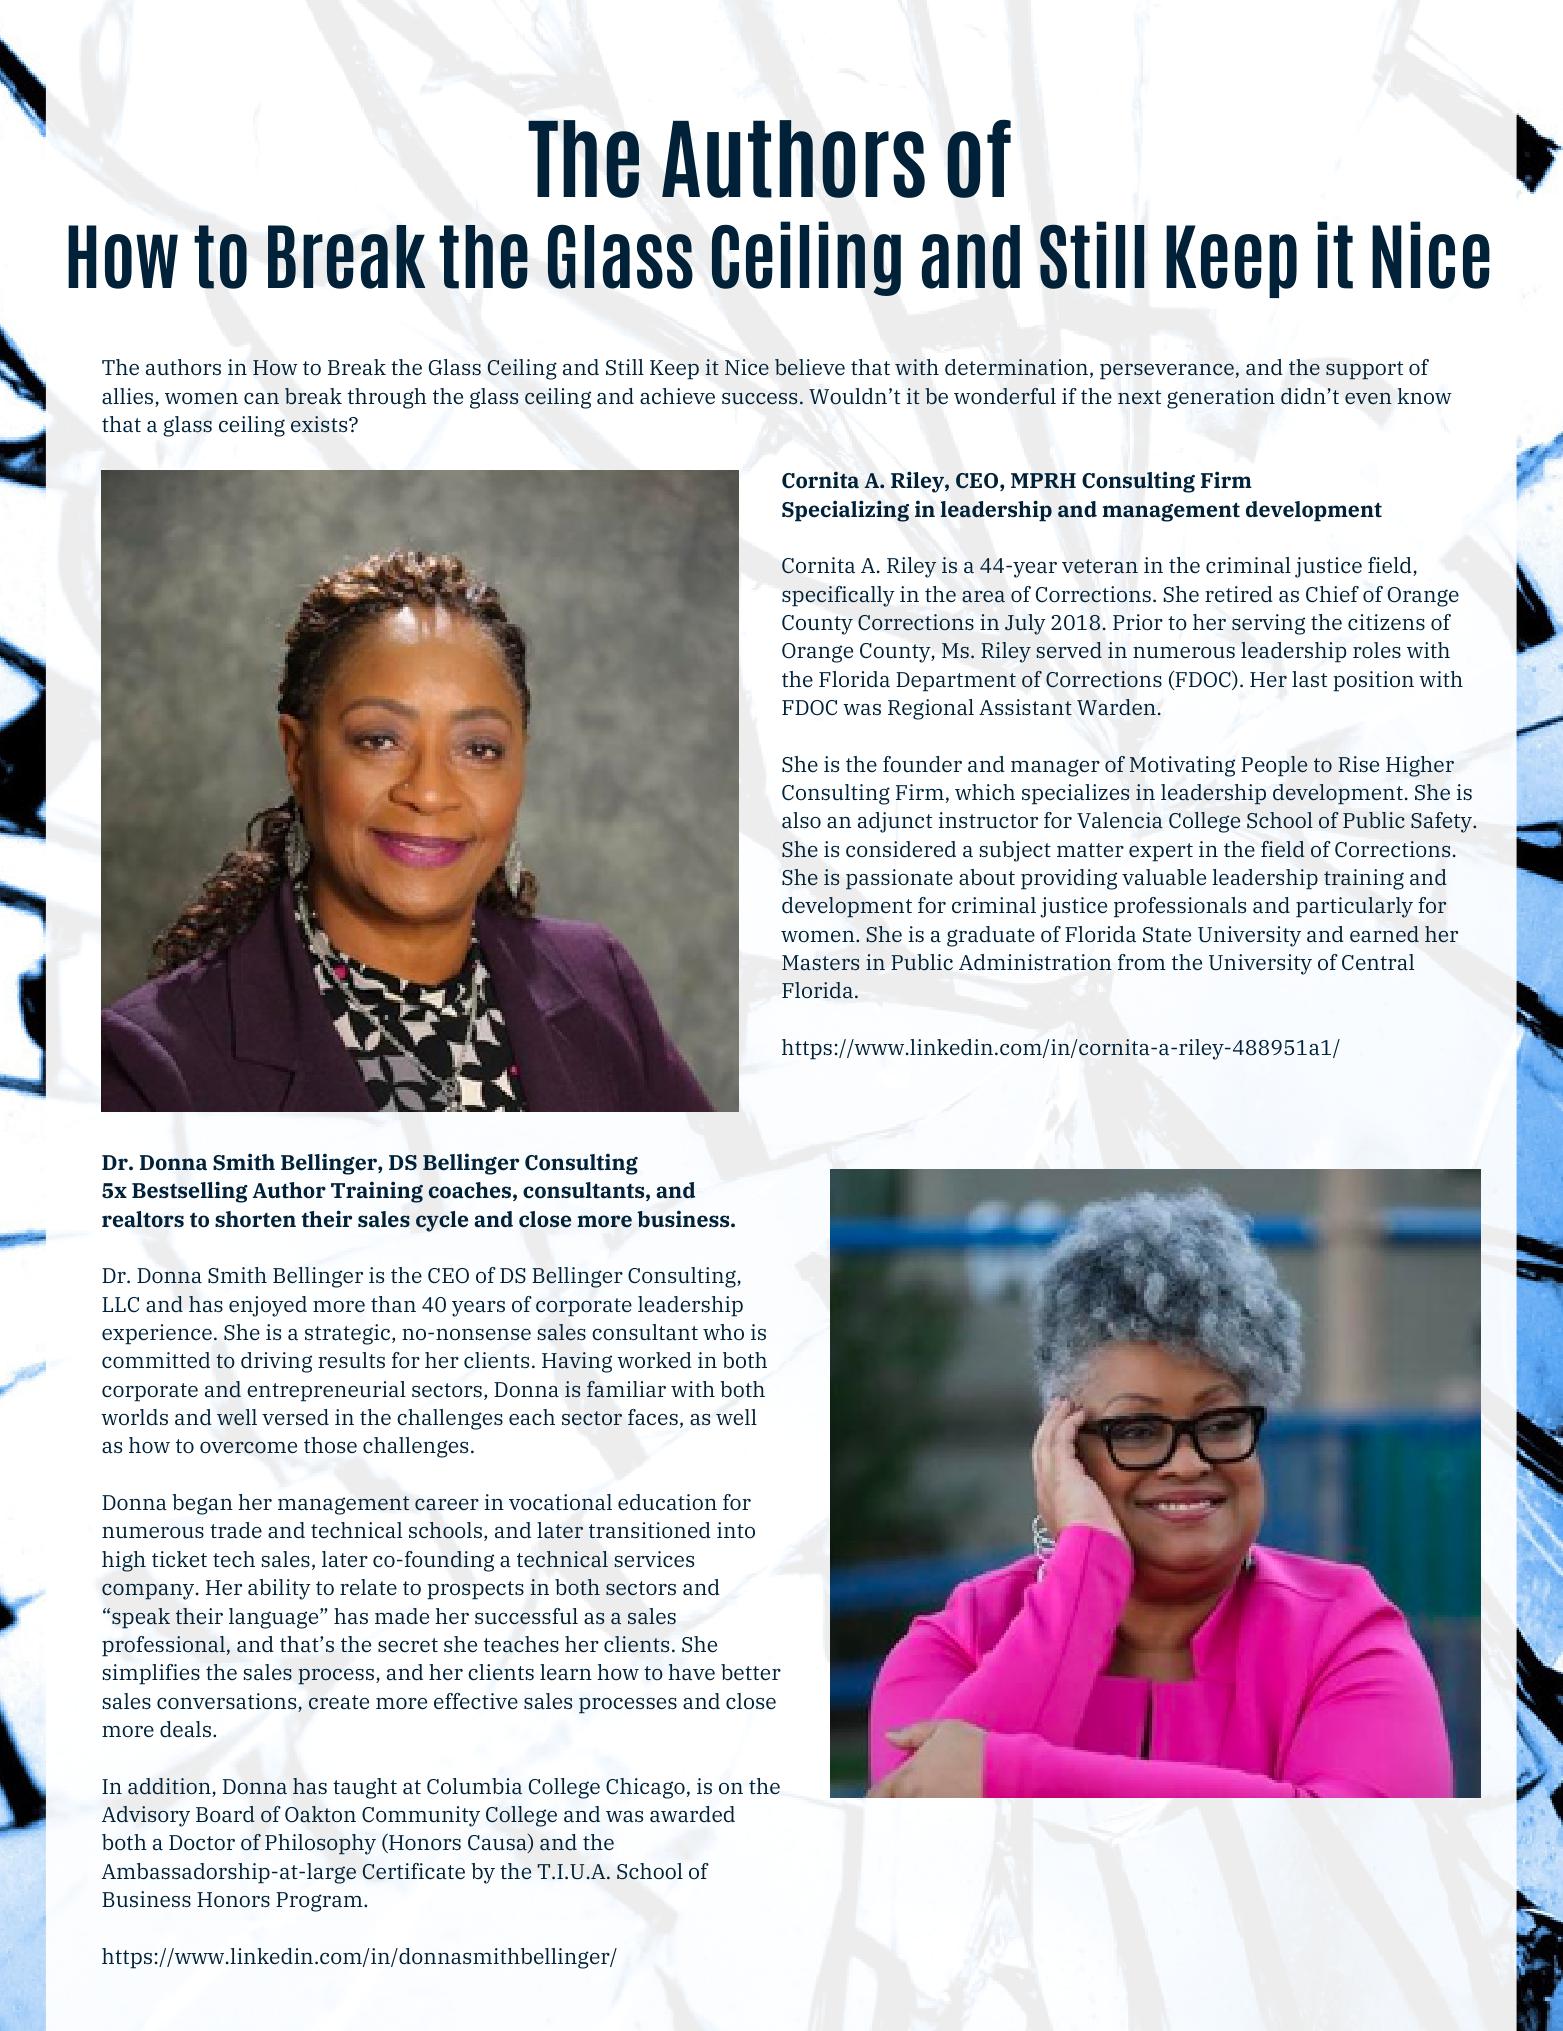 The Authors of
How to Break the Glass Ceiling and Still Keep it Nice
The authors in How to Break the Glass Ceiling and Still Keep it Nice believe that with determination, perseverance, and the support of
allies, women can break through the glass ceiling and achieve success. Wouldn’t it be wonderful if the next generation didn’t even know
that a glass ceiling exists?
Cornita A. Riley, CEO, MPRH Consulting Firm
Specializing in leadership and management development
Cornita A. Riley is a 44-year veteran in the criminal justice field,
specifically in the area of Corrections. She retired as Chief of Orange
County Corrections in July 2018. Prior to her serving the citizens of
Orange County, Ms. Riley served in numerous leadership roles with
the Florida Department of Corrections (FDOC). Her last position with
FDOC was Regional Assistant Warden.
She is the founder and manager of Motivating People to Rise Higher
Consulting Firm, which specializes in leadership development. She is
also an adjunct instructor for Valencia College School of Public Safety.
She is considered a subject matter expert in the field of Corrections.
She is passionate about providing valuable leadership training and
development for criminal justice professionals and particularly for
women. She is a graduate of Florida State University and earned her
Masters in Public Administration from the University of Central
Florida.
https://www.linkedin.com/in/cornita-a-riley-488951a1/
Dr. Donna Smith Bellinger, DS Bellinger Consulting
5x Bestselling Author Training coaches, consultants, and
realtors to shorten their sales cycle and close more business.
Dr. Donna Smith Bellinger is the CEO of DS Bellinger Consulting,
LLC and has enjoyed more than 40 years of corporate leadership
experience. She is a strategic, no-nonsense sales consultant who is
committed to driving results for her clients. Having worked in both
corporate and entrepreneurial sectors, Donna is familiar with both
worlds and well versed in the challenges each sector faces, as well
as how to overcome those challenges.
Donna began her management career in vocational education for
numerous trade and technical schools, and later transitioned into
high ticket tech sales, later co-founding a technical services
company. Her ability to relate to prospects in both sectors and
“speak their language” has made her successful as a sales
professional, and that’s the secret she teaches her clients. She
simplifies the sales process, and her clients learn how to have better
sales conversations, create more effective sales processes and close
more deals.
In addition, Donna has taught at Columbia College Chicago, is on the
Advisory Board of Oakton Community College and was awarded
both a Doctor of Philosophy (Honors Causa) and the
Ambassadorship-at-large Certificate by the T.I.U.A. School of
Business Honors Program.
https://www.linkedin.com/in/donnasmithbellinger/